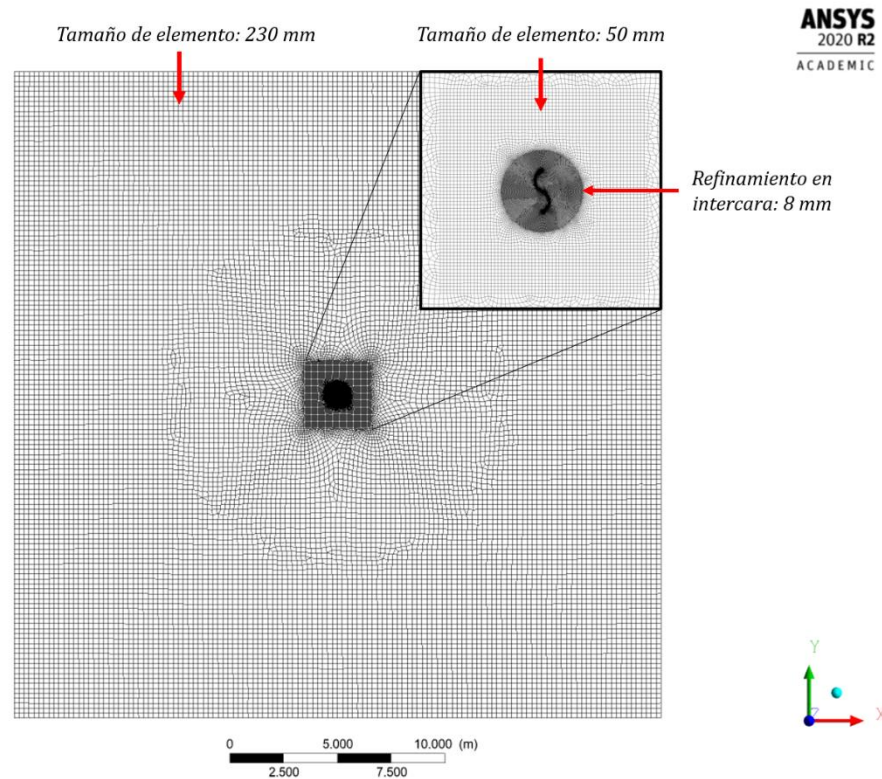 Tamaño de elemento: 230 mm
Tamaño de elemento: 50 mm
ANSYS
2020 R2
ACADEMIC
Refinamiento en
intercara: 8 mm
Y
Z
X
0 5.000 10.000 (m)
2.500 7.500